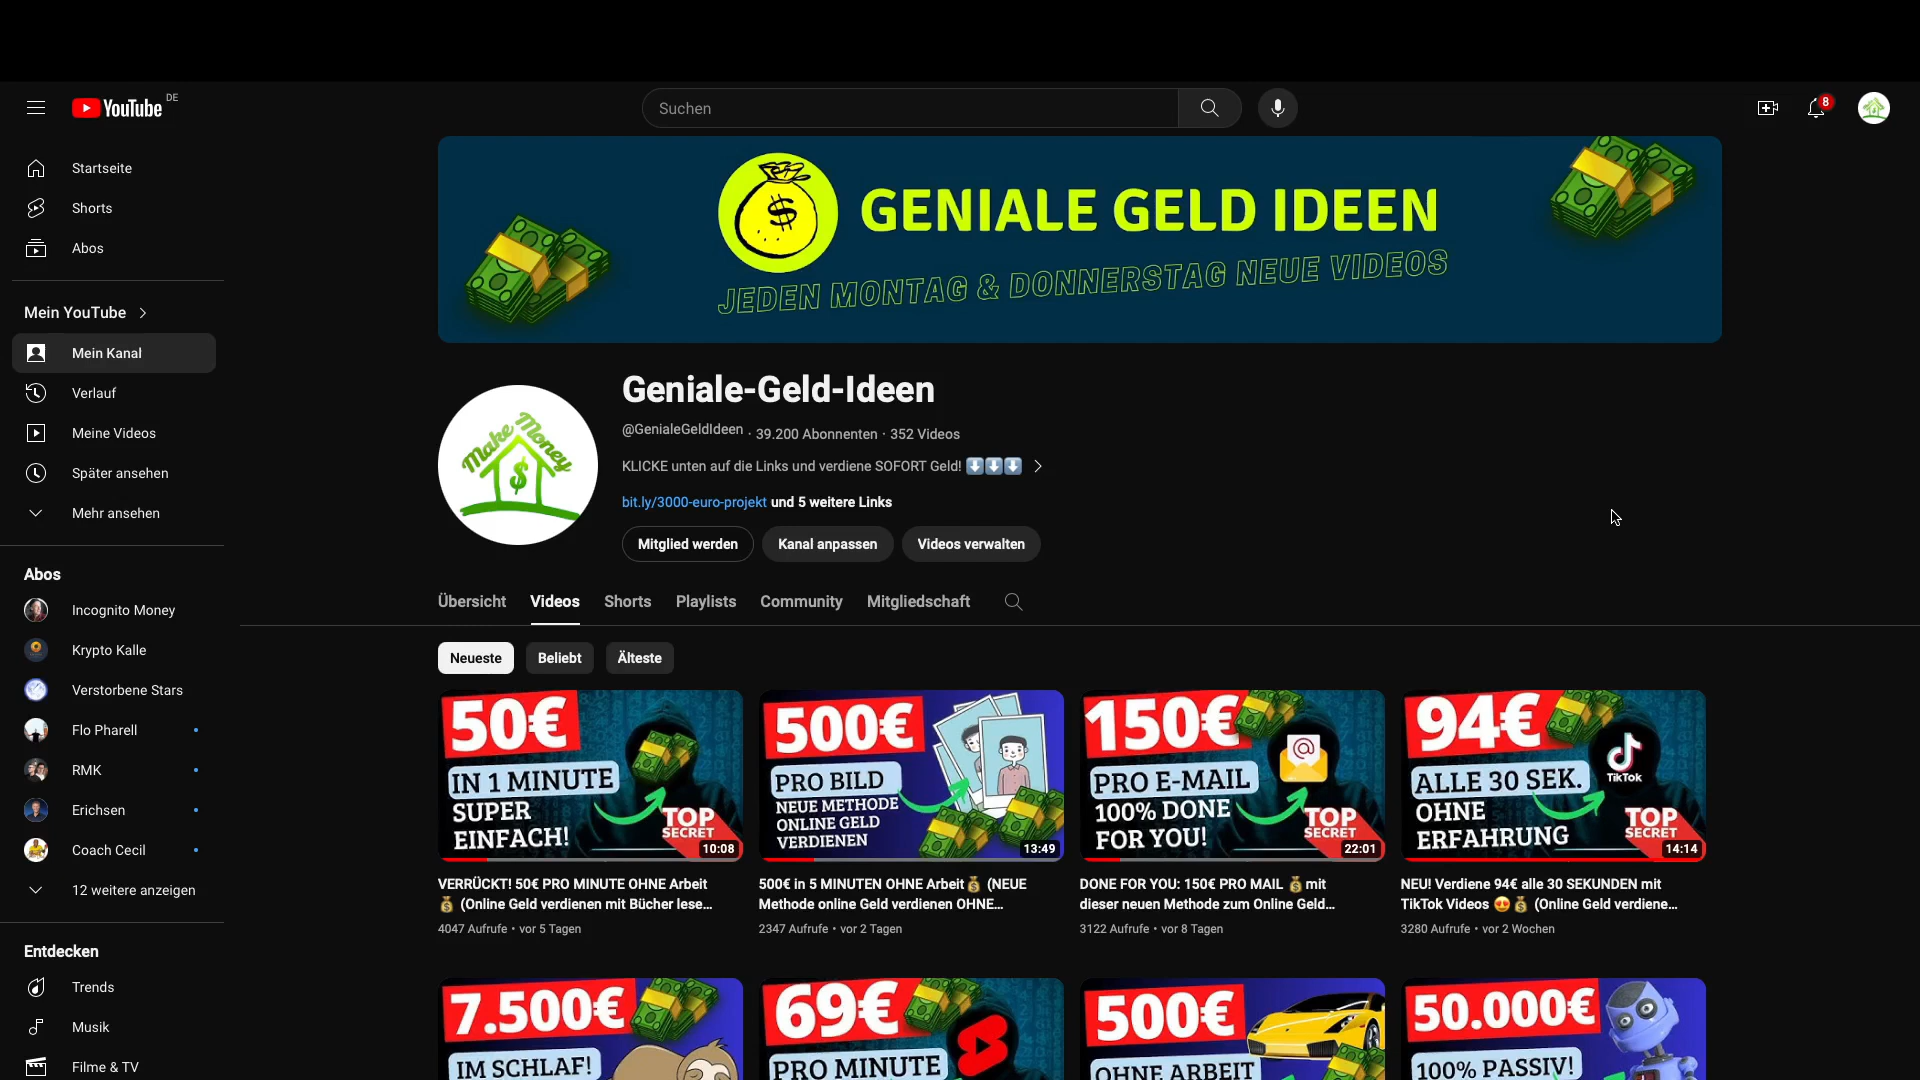 YouTube DE
Suchen
8
Startseite
Shorts
Abos
Mein YouTube
Mein Kanal
Verlauf
Meine Videos
Später ansehen
Mehr ansehen
Abos
Incognito Money
Krypto Kalle
Verstorbene Stars
Flo Pharell
RMK
Erichsen
Coach Cecil
12 weitere anzeigen
Entdecken
Trends
Musik
Filme & TV
GENIALE GELD IDEEN
JEDEN MONTAG & DONNERSTAG NEUE VIDEOS
Make Money
$
Geniale-Geld-Ideen
@GenialeGeldIdeen · 39.200 Abonnenten · 352 Videos
KLICKE unten auf die Links und verdiene SOFORT Geld! ⬇️⬇️⬇️
bit.ly/3000-euro-projekt und 5 weitere Links
Mitglied werden Kanal anpassen Videos verwalten
Übersicht Videos Shorts Playlists Community Mitgliedschaft
Neueste Beliebt Älteste
50€
IN 1 MINUTE
SUPER
EINFACH!
TOP
SECRET
10:08
VERRÜCKT! 50€ PRO MINUTE OHNE Arbeit
💰 (Online Geld verdienen mit Bücher lese...
4047 Aufrufe • vor 5 Tagen
500€
PRO BILD
NEUE METHODE
ONLINE GELD
VERDIENEN
13:49
500€ in 5 MINUTEN OHNE Arbeit💰 (NEUE
Methode online Geld verdienen OHNE...
2347 Aufrufe • vor 2 Tagen
150€
PRO E-MAIL
100% DONE
FOR YOU!
@
TOP
SECRET
22:01
DONE FOR YOU: 150€ PRO MAIL 💰mit
dieser neuen Methode zum Online Geld...
3122 Aufrufe • vor 8 Tagen
94€
ALLE 30 SEK.
OHNE
ERFAHRUNG
TikTok
TOP
SECRET
14:14
NEU! Verdiene 94€ alle 30 SEKUNDEN mit
TikTok Videos 😍💰 (Online Geld verdiene...
3280 Aufrufe • vor 2 Wochen
7.500€
IM SCHLAF!
69€
PRO MINUTE
500€
OHNE ARBEIT
50.000€
100% PASSIV!